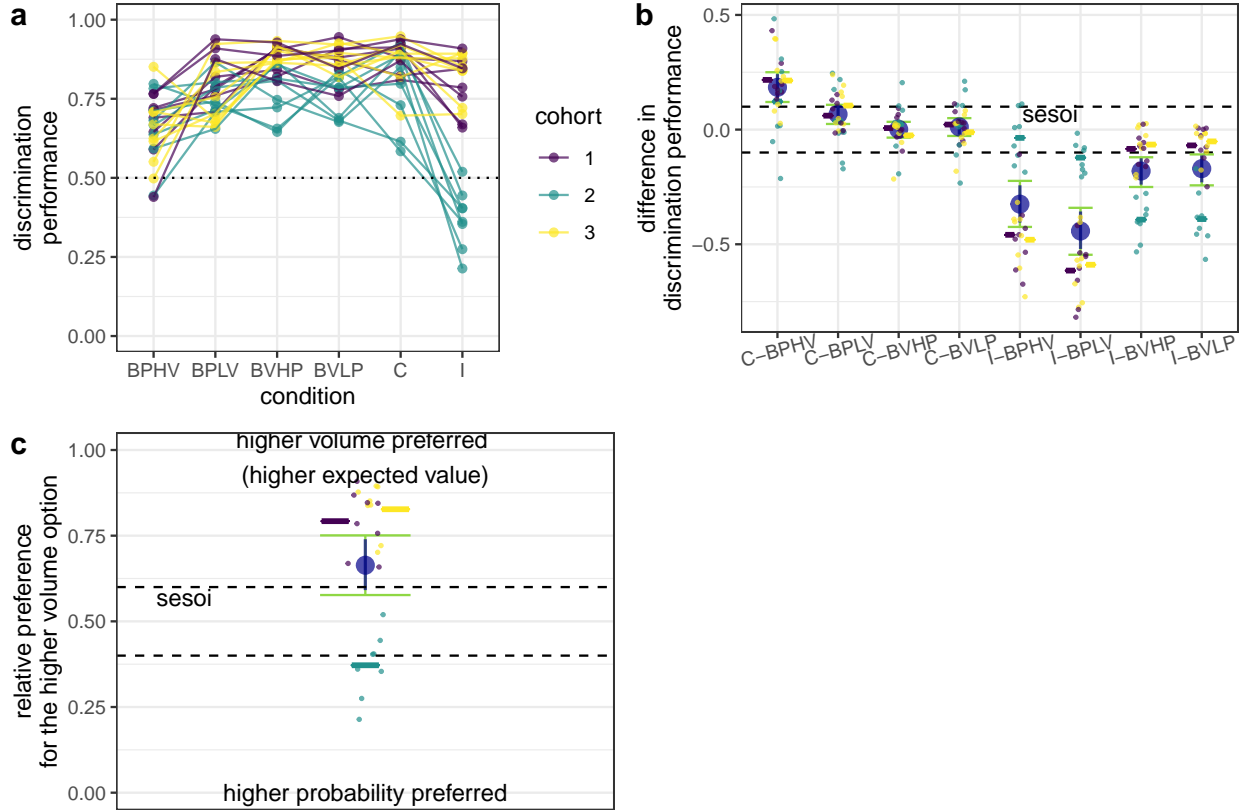 a
1.00
0.75
0.50
0.25
0.00
discrimination
performance
BPHV BPLV BVHP BVLP C I
condition
cohort
1
2
3
b
0.5
0.0
−0.5
difference in
discrimination performance
sesoi
C−BPHV C−BPLV C−BVHP C−BVLP I−BPHV I−BPLV I−BVHP I−BVLP
c
1.00
0.75
0.50
0.25
0.00
relative preference
for the higher volume option
higher volume preferred
(higher expected value)
sesoi
higher probability preferred